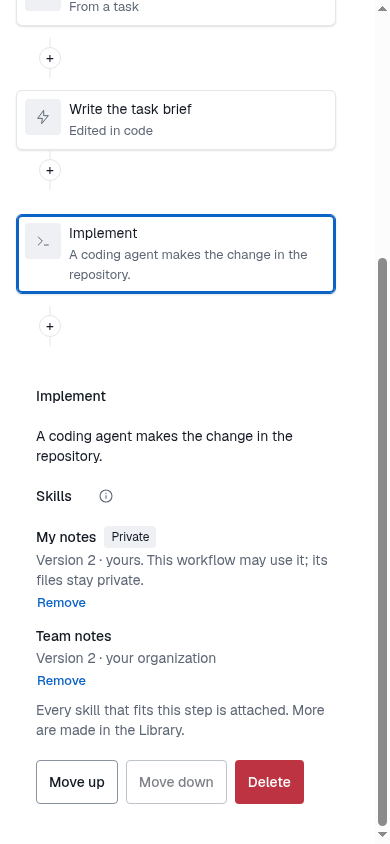 From a task
+
Write the task brief
Edited in code
+
Implement
A coding agent makes the change in the
repository.
+
Implement
A coding agent makes the change in the
repository.
Skills
My notes Private
Version 2 · yours. This workflow may use it; its
files stay private.
Remove
Team notes
Version 2 · your organization
Remove
Every skill that fits this step is attached. More
are made in the Library.
Move up Move down Delete